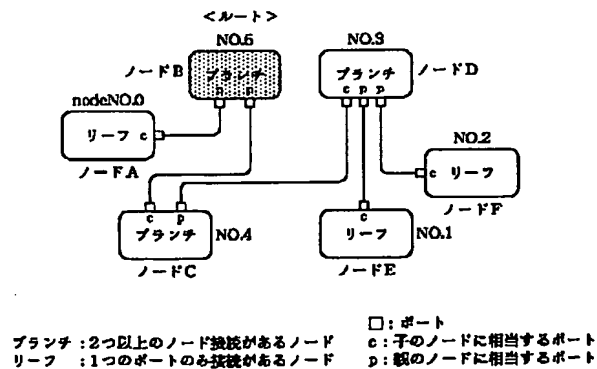 <ルート>
NO.5
NO.3
ノードB
ブランチ
p p
ブランチ
c p p
ノードD
nodeNO.0
リーフ c
ノードA
NO.2
c リーフ
ノードF
c p
ブランチ
NO.4
ノードC
c
リーフ
NO.1
ノードE
□:ポート
ブランチ:2つ以上のノード接続があるノード
c:子のノードに相当するポート
リーフ:1つのポートのみ接続があるノード
p:親のノードに相当するポート